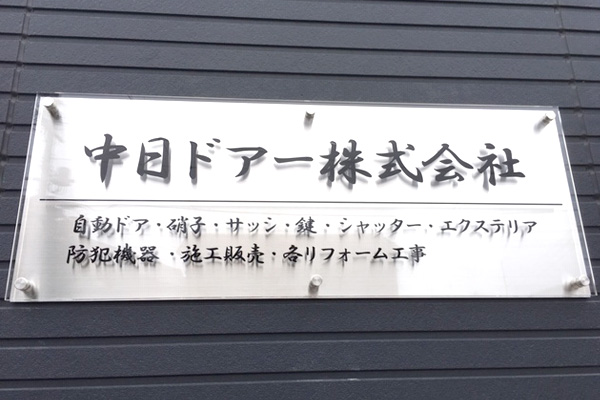 中日ドアー株式会社
自動ドア・硝子・サッシ・鍵・シャッター・エクステリア
防犯機器・施工販売・各リフォーム工事